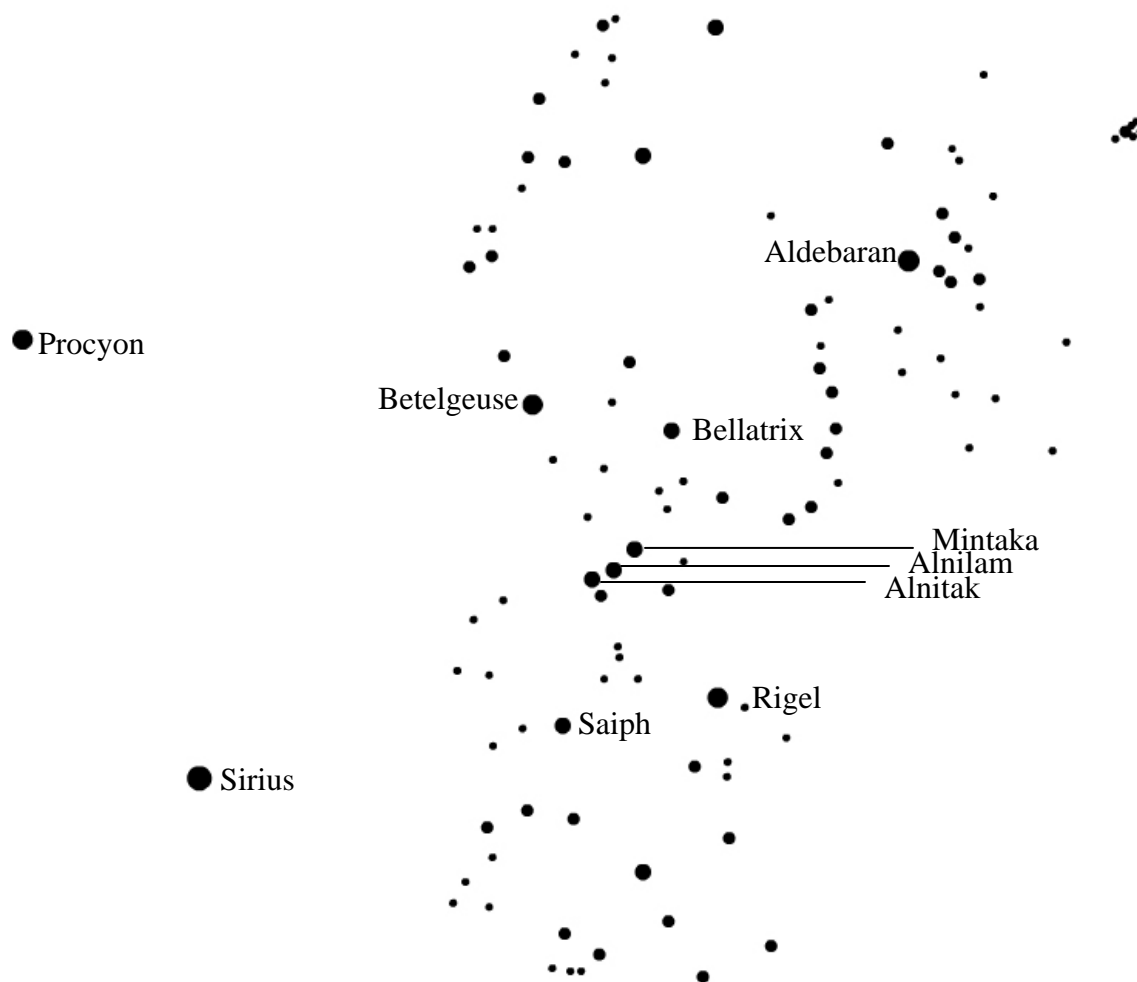 Aldebaran
Procyon
Betelgeuse
Bellatrix
Mintaka
Alnilam
Alnitak
Rigel
Saiph
Sirius